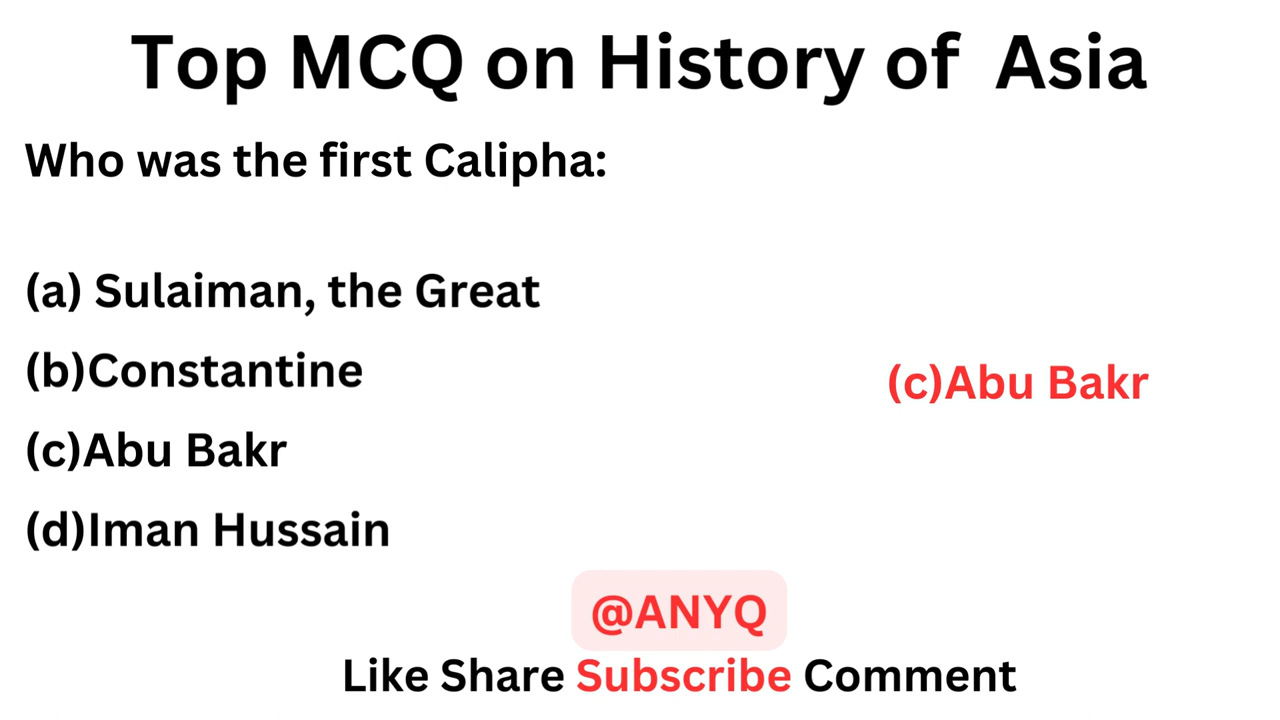 Top MCQ on History of Asia
Who was the first Calipha:
(a) Sulaiman, the Great
(b)Constantine
(c)Abu Bakr
(c)Abu Bakr
(d)Iman Hussain
@ANYQ
Like Share Subscribe Comment